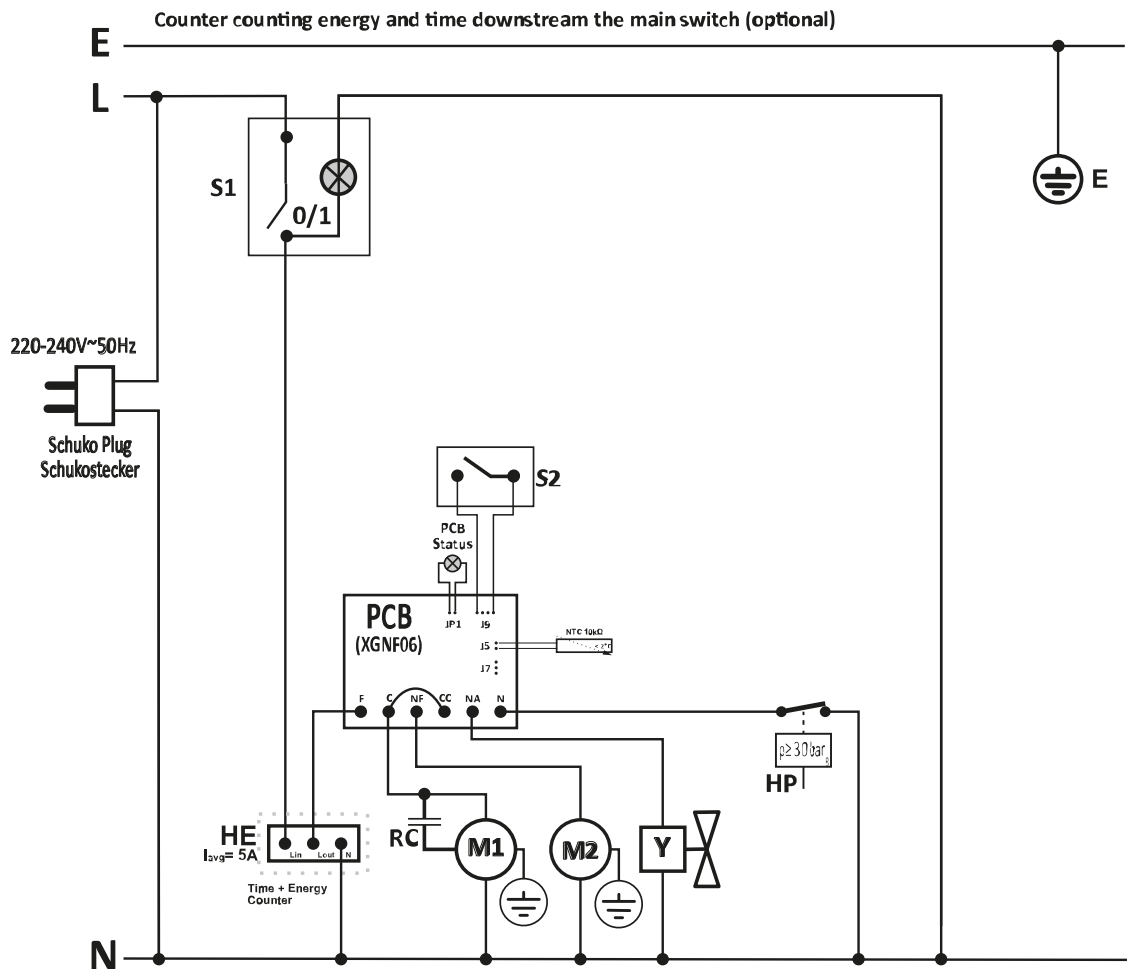 Counter counting energy and time downstream the main switch (optional)
E
L
S1
0/1
E
220-240V~50Hz
Schuko Plug
Schukostecker
S2
PCB
Status
PCB
(XGNF06)
JP1
J9
J5
NTC 10kΩ
J7
F
C
NF
CC
NA
N
p≥30bar
HP
HE
Iavg= 5A
Lin
Lout
N
RC
M1
M2
Y
Time + Energy
Counter
N